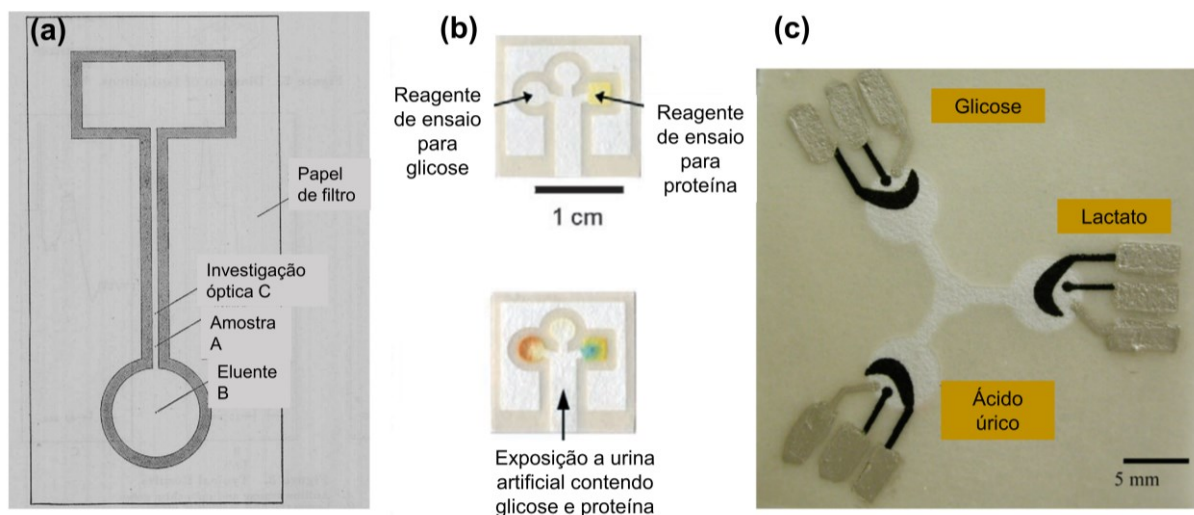 (a)
Papel
de filtro
Investigação
óptica C
Amostra
A
Eluente
B
(b)
Reagente
de ensaio
para
glicose
Reagente
de ensaio
para
proteína
1 cm
Exposição a urina
artificial contendo
glicose e proteína
(c)
Glicose
Lactato
Ácido
úrico
5 mm